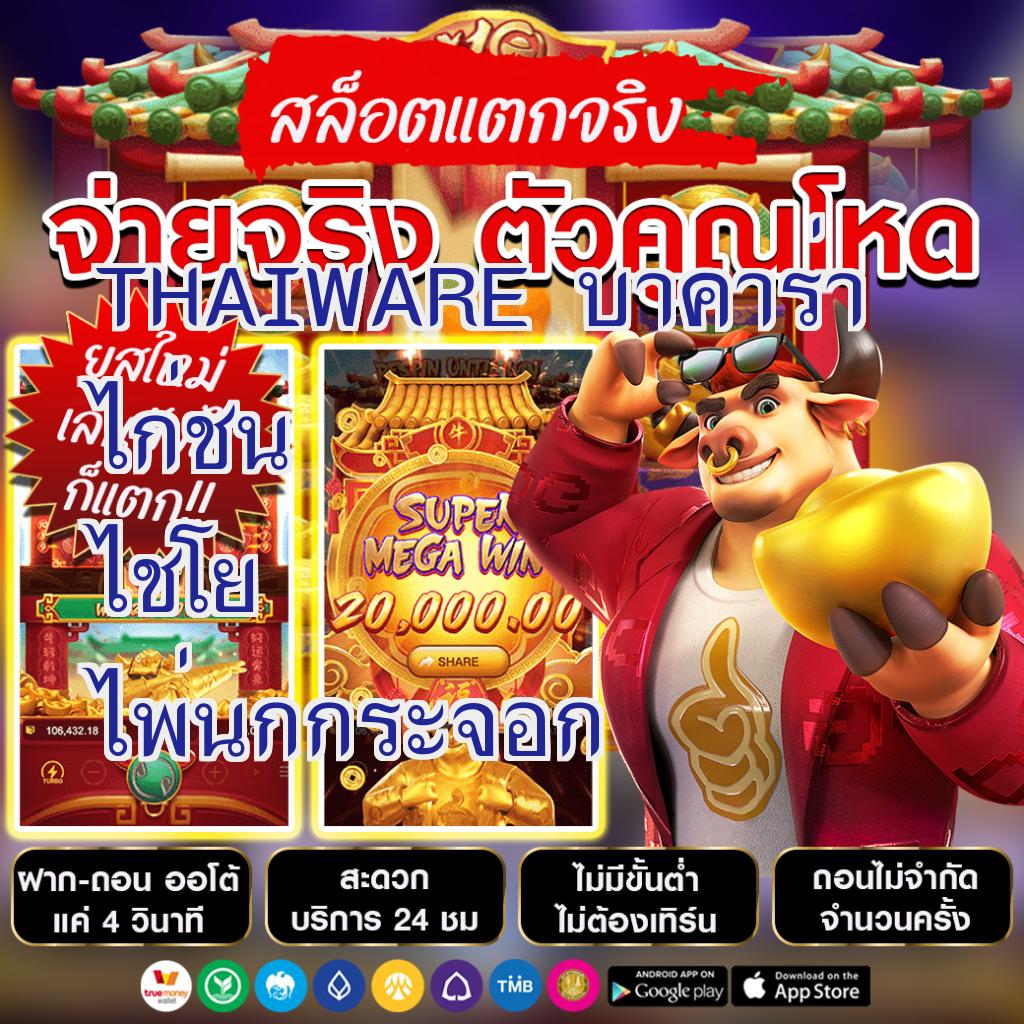 สล็อตแตกจริง
จ่ายจริง ตัวคูณโหด
THAIWARE บาคารา
ยูสใหม่
ก็แตก!!
ไก่ชน
ไชโย
ไพ่นกกระจอก
SUPER
MEGA WIN
20,000.00
SHARE
牛
106,432.18
TURBO
ฝาก-ถอน ออโต้
แค่ 4 วินาที
สะดวก
บริการ 24 ชม
ไม่มีขั้นต่ำ
ไม่ต้องเทิร์น
ถอนไม่จำกัด
จำนวนครั้ง
truemoney
wallet
TMB
ANDROID APP ON
Google play
Download on the
App Store